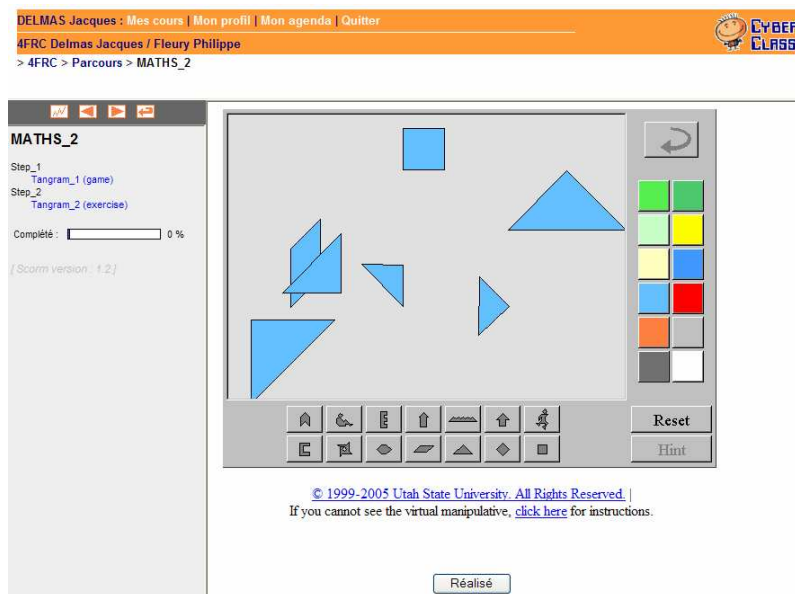 DELMAS Jacques : Mes cours | Mon profil | Mon agenda | Quitter
4FRC Delmas Jacques / Fleury Philippe
CYBER
CLASS
> 4FRC > Parcours > MATHS_2
MATHS_2
Step_1
Tangram_1 (game)
Step_2
Tangram_2 (exercise)
Complété : 0 %
[ Scorm version : 1.2 ]
Reset
Hint
© 1999-2005 Utah State University. All Rights Reserved. |
If you cannot see the virtual manipulative, click here for instructions.
Réalisé